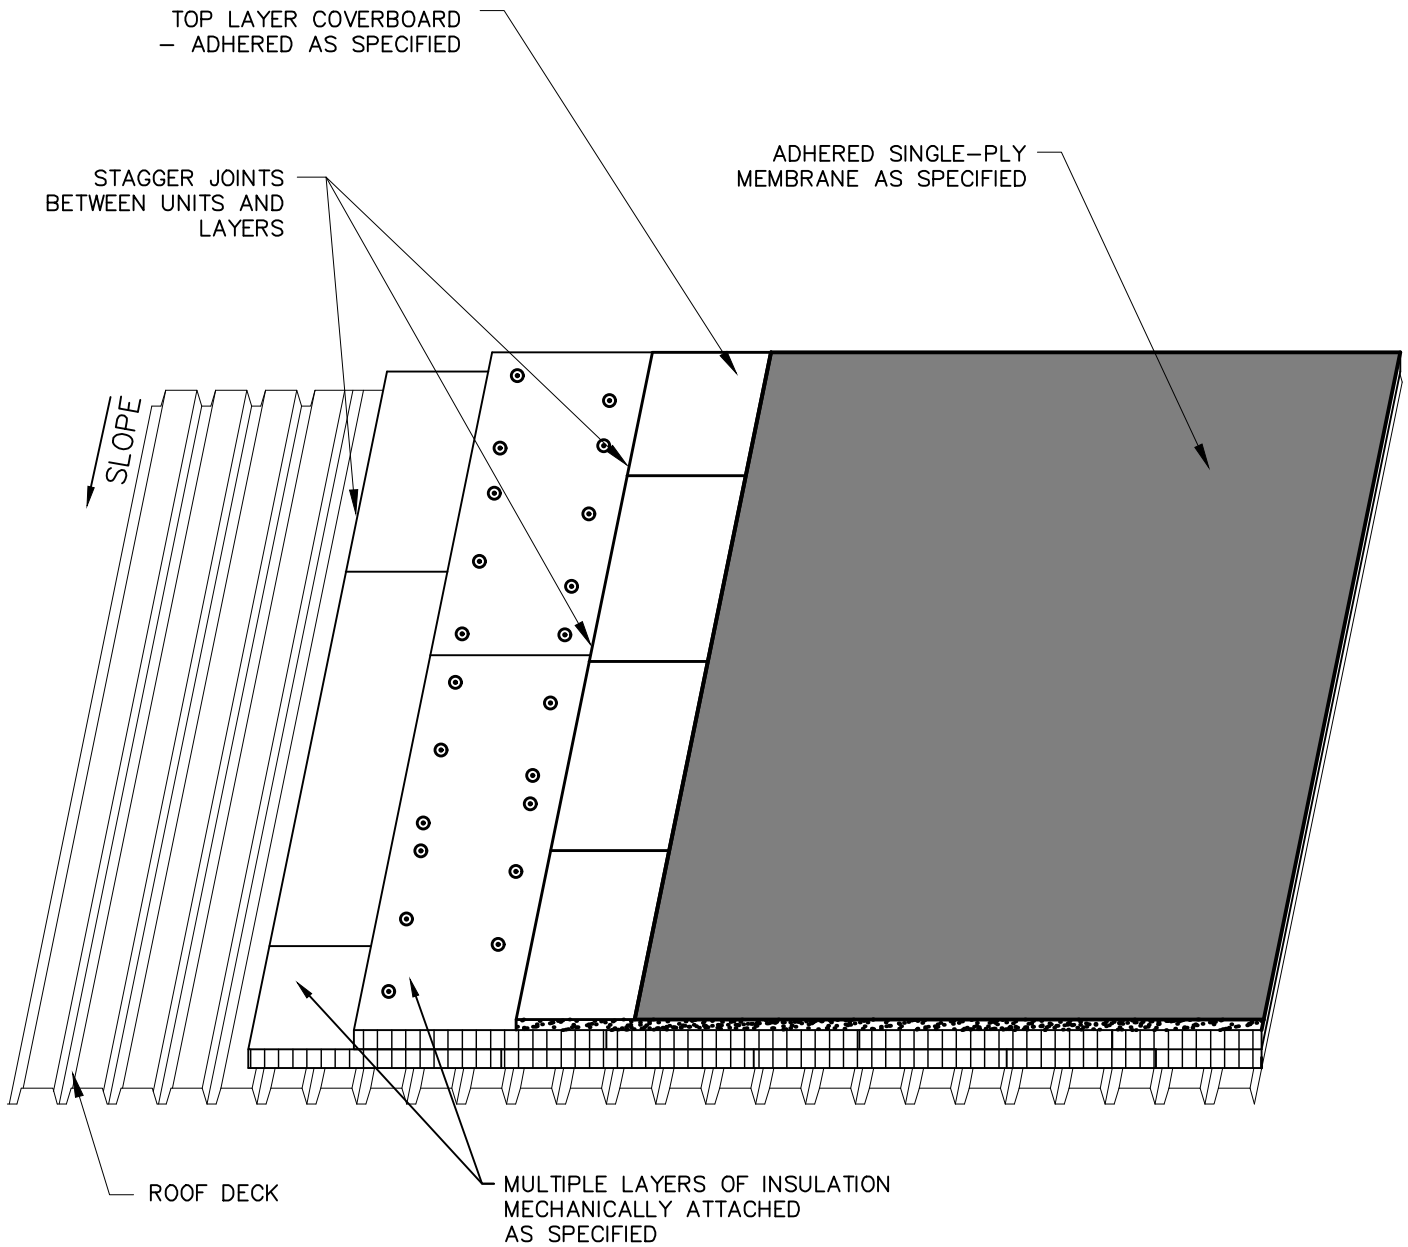 TOP LAYER COVERBOARD
– ADHERED AS SPECIFIED
ADHERED SINGLE–PLY
MEMBRANE AS SPECIFIED
STAGGER JOINTS
BETWEEN UNITS AND
LAYERS
SLOPE
ROOF DECK
MULTIPLE LAYERS OF INSULATION
MECHANICALLY ATTACHED
AS SPECIFIED